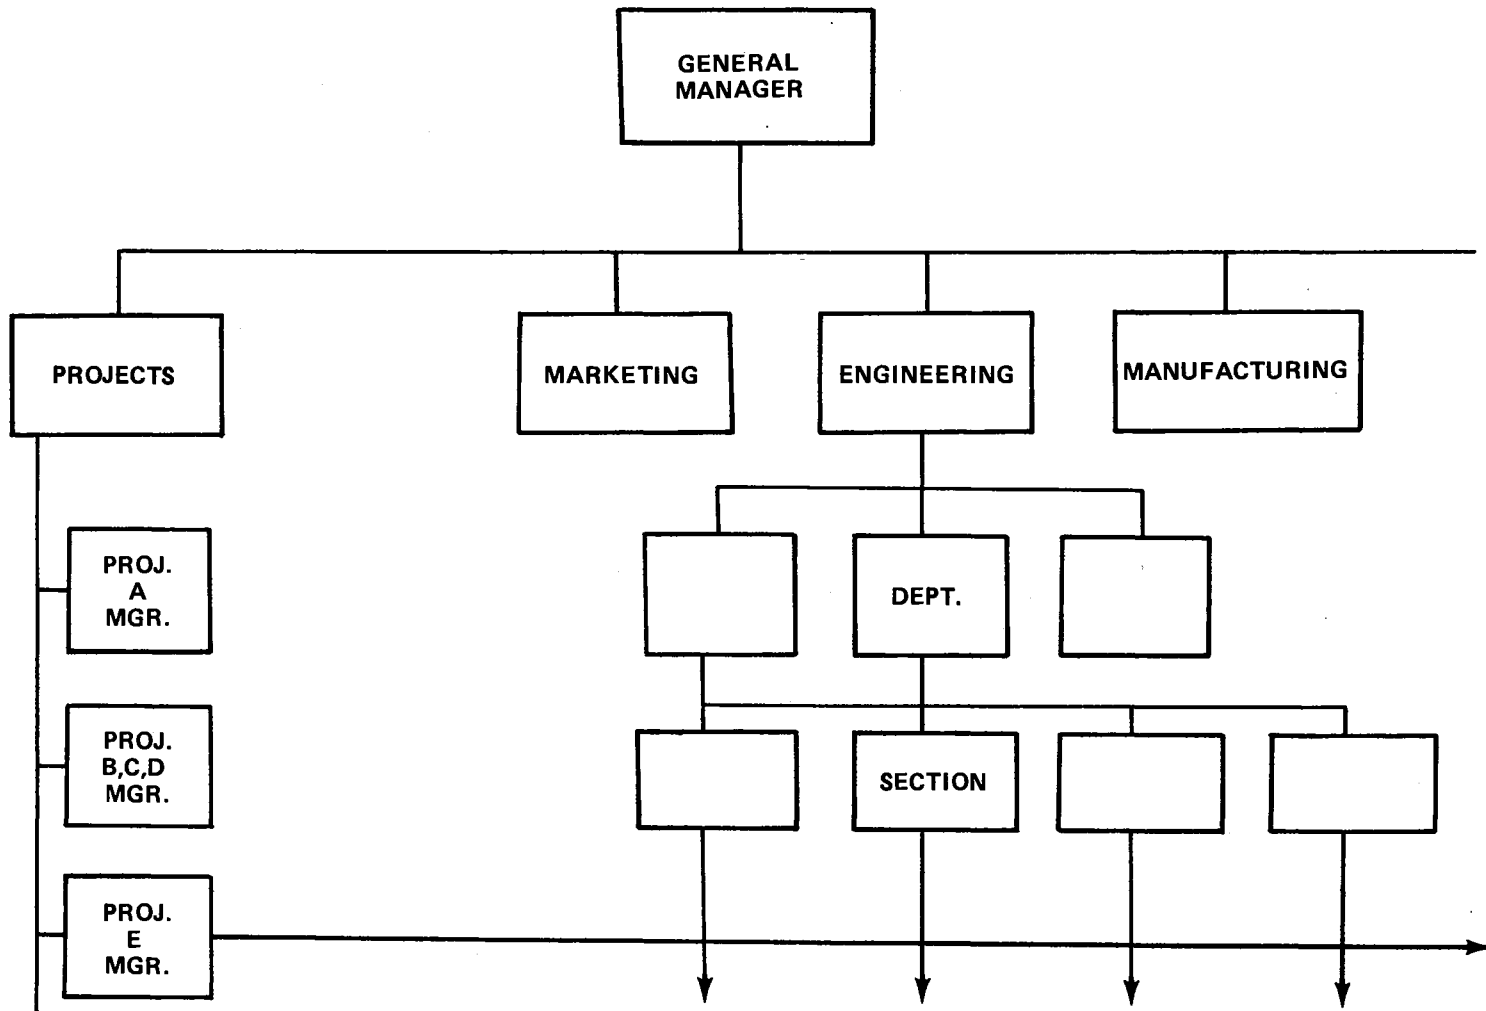 GENERAL
MANAGER
PROJECTS
MARKETING
ENGINEERING
MANUFACTURING
PROJ.
A
MGR.
DEPT.
PROJ.
B,C,D
MGR.
SECTION
PROJ.
E
MGR.